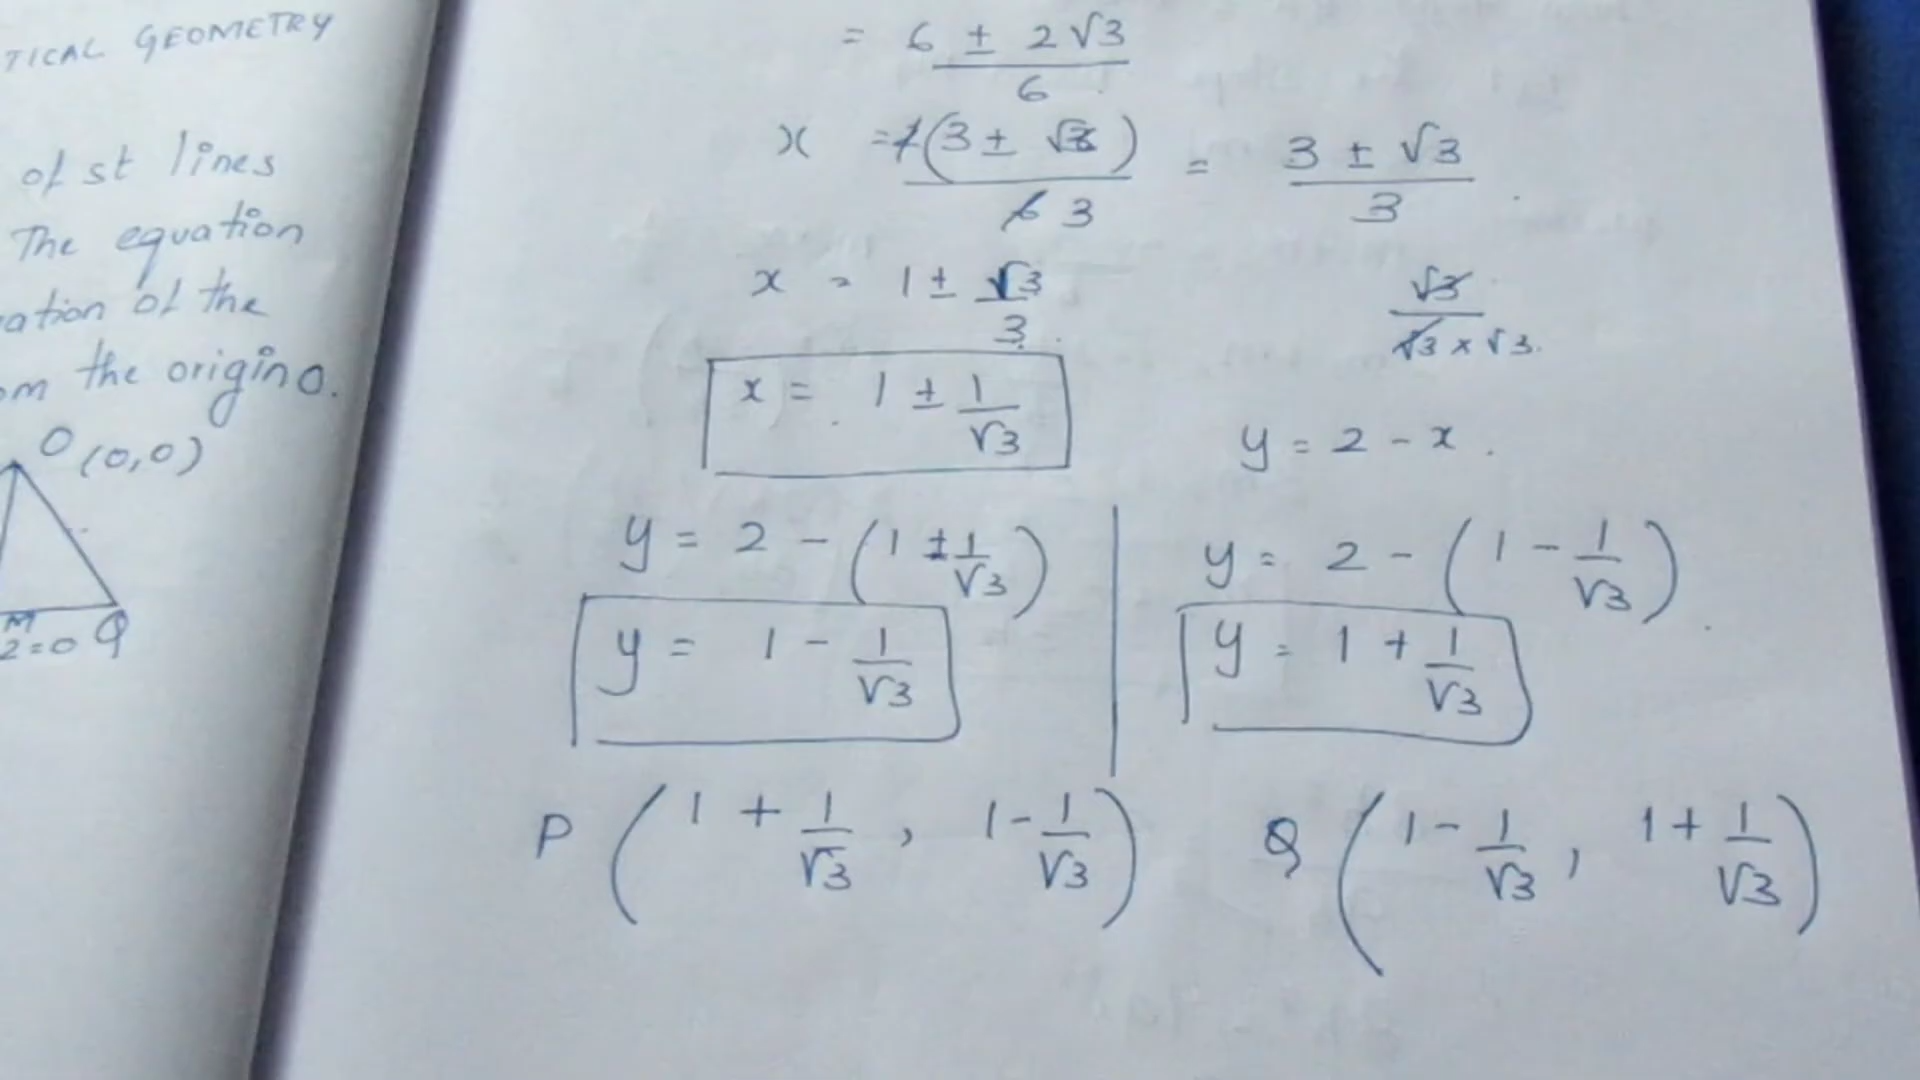 TICAL GEOMETRY
of st lines
The equation
ation of the
om the origin O.
O (0,0)
M Q
2=0
= 6 ± 2√3 / 6
x = 2(3 ± √3) / 6 3 = 3 ± √3 / 3
x = 1 ± √3 / 3
√3 / √3 × √3.
x = 1 ± 1/√3
y = 2 - x.
y = 2 - (1 ± 1/√3)
y = 1 - 1/√3
y = 2 - (1 - 1/√3)
y = 1 + 1/√3
P (1 + 1/√3, 1 - 1/√3)
Q (1 - 1/√3, 1 + 1/√3)